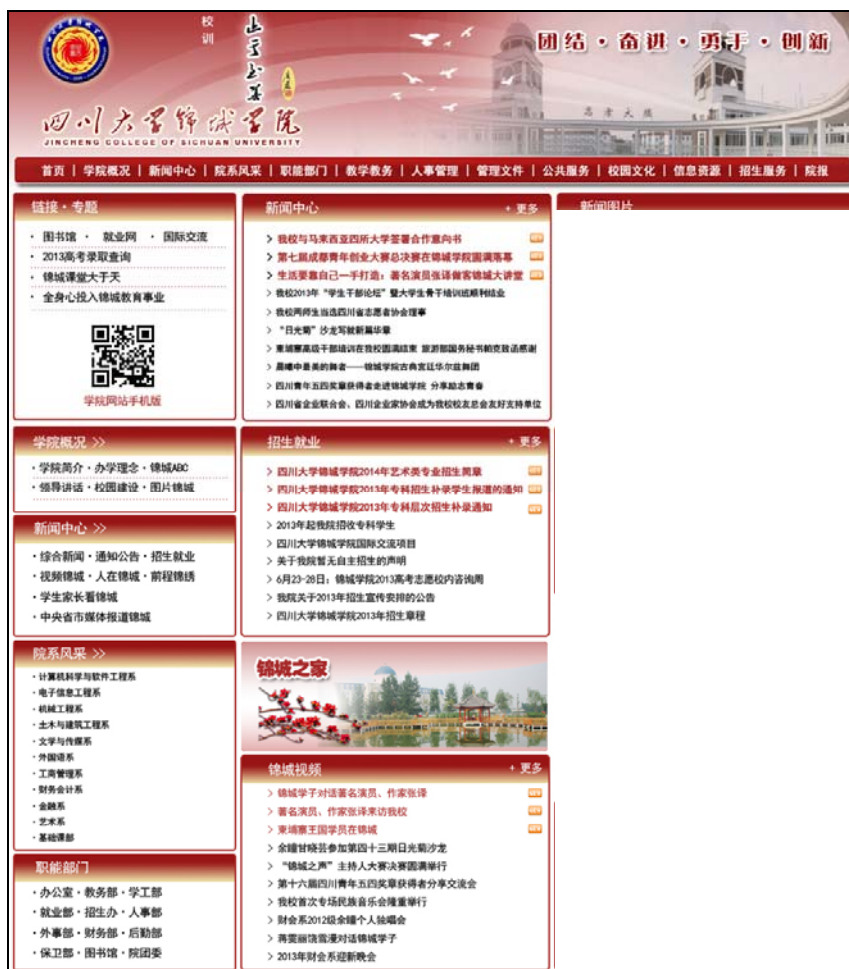 校训
止于至善
团结·奋进·勇于·创新
四川大学锦城学院
JINCHENG COLLEGE OF SICHUAN UNIVERSITY
首页 | 学院概况 | 新闻中心 | 院系风采 | 职能部门 | 教学教务 | 人事管理 | 管理文件 | 公共服务 | 校园文化 | 信息资源 | 招生服务 | 院报
链接·专题
· 图书馆 · 就业网 · 国际交流
· 2013高考录取查询
· 锦城课堂大于天
· 全身心投入锦城教育事业
学院网站手机版
学院概况 >>
·学院简介·办学理念·锦城ABC
·领导讲话·校园建设·图片锦城
新闻中心 >>
·综合新闻·通知公告·招生就业
·视频锦城·人在锦城·前程锦绣
·学生家长看锦城
·中央省市媒体报道锦城
院系风采 >>
·计算机科学与软件工程系
·电子信息工程系
·机械工程系
·土木与建筑工程系
·文学与传媒系
·外国语系
·工商管理系
·财务会计系
·金融系
·艺术系
·基础课部
职能部门
·办公室·教务部·学工部
·就业部·招生办·人事部
·外事部·财务部·后勤部
·保卫部·图书馆·院团委
新闻中心 + 更多
> 我校与马来西亚四所大学签署合作意向书
> 第七届成都青年创业大赛总决赛在锦城学院圆满落幕
> 生活要靠自己一手打造：著名演员张译做客锦城大讲堂
> 我校2013年“学生干部论坛”暨大学生骨干培训班顺利结业
> 我校两师生当选四川省志愿者协会理事
> “日光菊”沙龙写就新篇华章
> 柬埔寨高级干部培训在我校圆满结束 旅游部国务秘书帕克致函感谢
> 晨曦中最美的舞者——锦城学院古典宫廷华尔兹舞团
> 四川青年五四奖章获得者走进锦城学院 分享励志青春
> 四川省企业联合会、四川企业家协会成为我校校友总会友好支持单位
招生就业 + 更多
> 四川大学锦城学院2014年艺术类专业招生简章
> 四川大学锦城学院2013年专科招生补录学生报道的通知
> 四川大学锦城学院2013年专科层次招生补录通知
> 2013年起我院招收专科学生
> 四川大学锦城学院国际交流项目
> 关于我院暂无自主招生的声明
> 6月23-28日：锦城学院2013高考志愿校内咨询周
> 我院关于2013年招生宣传安排的公告
> 四川大学锦城学院2013年招生章程
锦城之家
锦城视频 + 更多
> 锦城学子对话著名演员、作家张译
> 著名演员、作家张译来访我校
> 柬埔寨王国学员在锦城
> 余瞳甘晓芸参加第四十三期日光菊沙龙
> “锦城之声”主持人大赛决赛圆满举行
> 第十六届四川青年五四奖章获得者分享交流会
> 我校首次专场民族音乐会隆重举行
> 财会系2012级余瞳个人独唱会
> 蒋雯丽饶雪漫对话锦城学子
> 2013年财会系迎新晚会
新闻图片